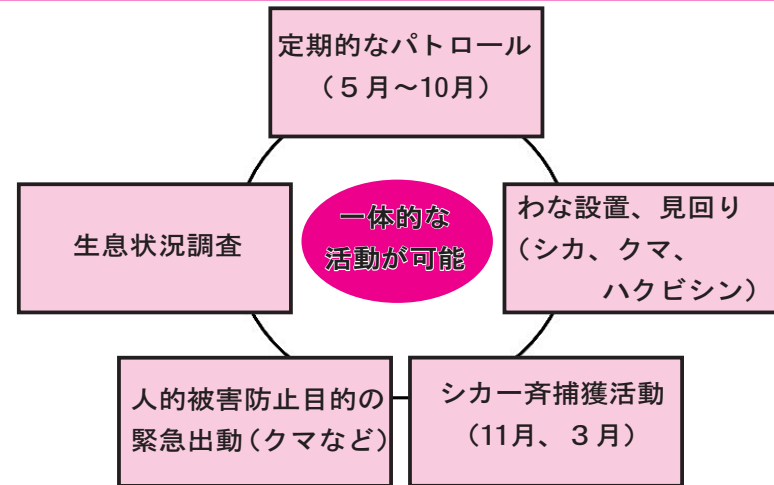 定期的なパトロール
（５月～10月）
一体的な
活動が可能
わな設置、見回り
（シカ、クマ、
ハクビシン）
生息状況調査
人的被害防止目的の
緊急出動（クマなど）
シカ一斉捕獲活動
（11月、３月）